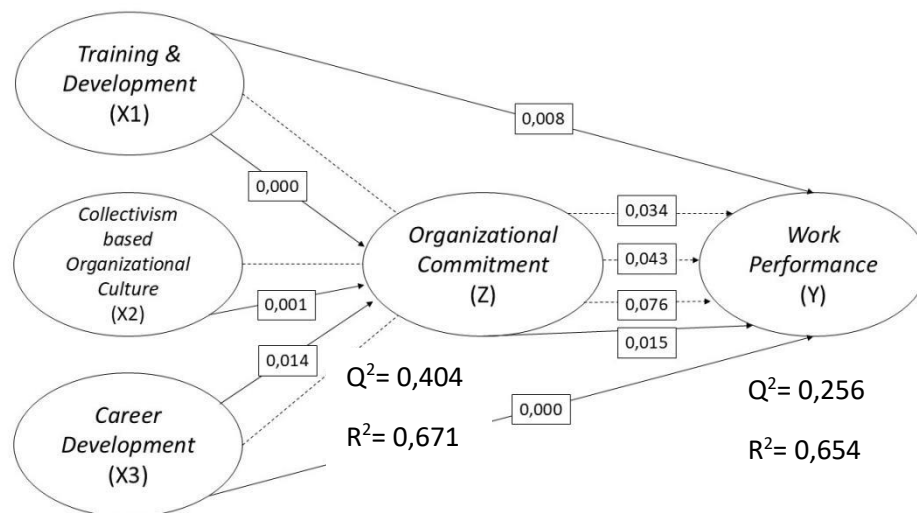 Training &
Development
(X1)
0,008
0,000
Collectivism
based
Organizational
Culture
(X2)
0,001
Organizational
Commitment
(Z)
0,034
0,043
0,076
0,015
Work
Performance
(Y)
0,014
Career
Development
(X3)
0,000
Q²= 0,404
R²= 0,671
Q²= 0,256
R²= 0,654